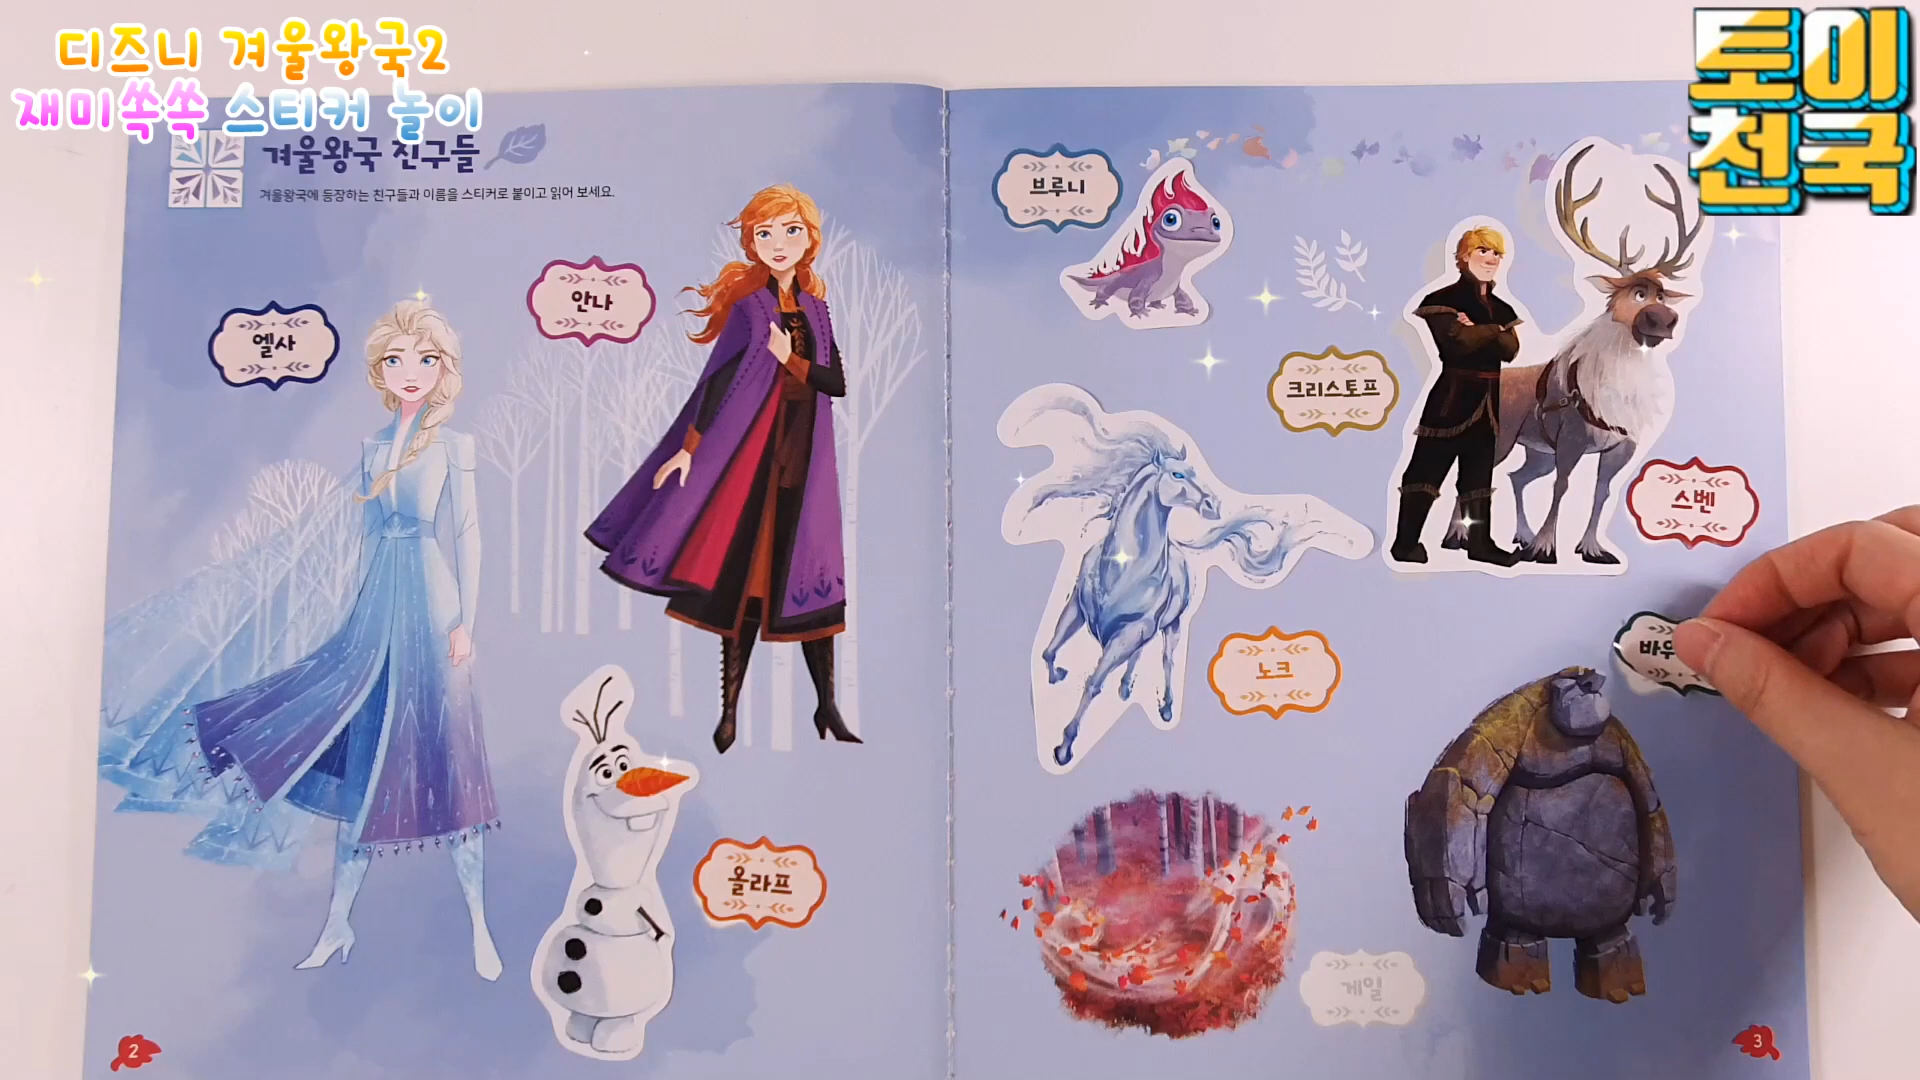 디즈니 겨울왕국2
재미쏙쏙 스티커 놀이
토이
천국
겨울왕국 친구들
겨울왕국에 등장하는 친구들과 이름을 스티커로 붙이고 읽어 보세요.
엘사
안나
올라프
브루니
크리스토프
스벤
노크
게일
2
3